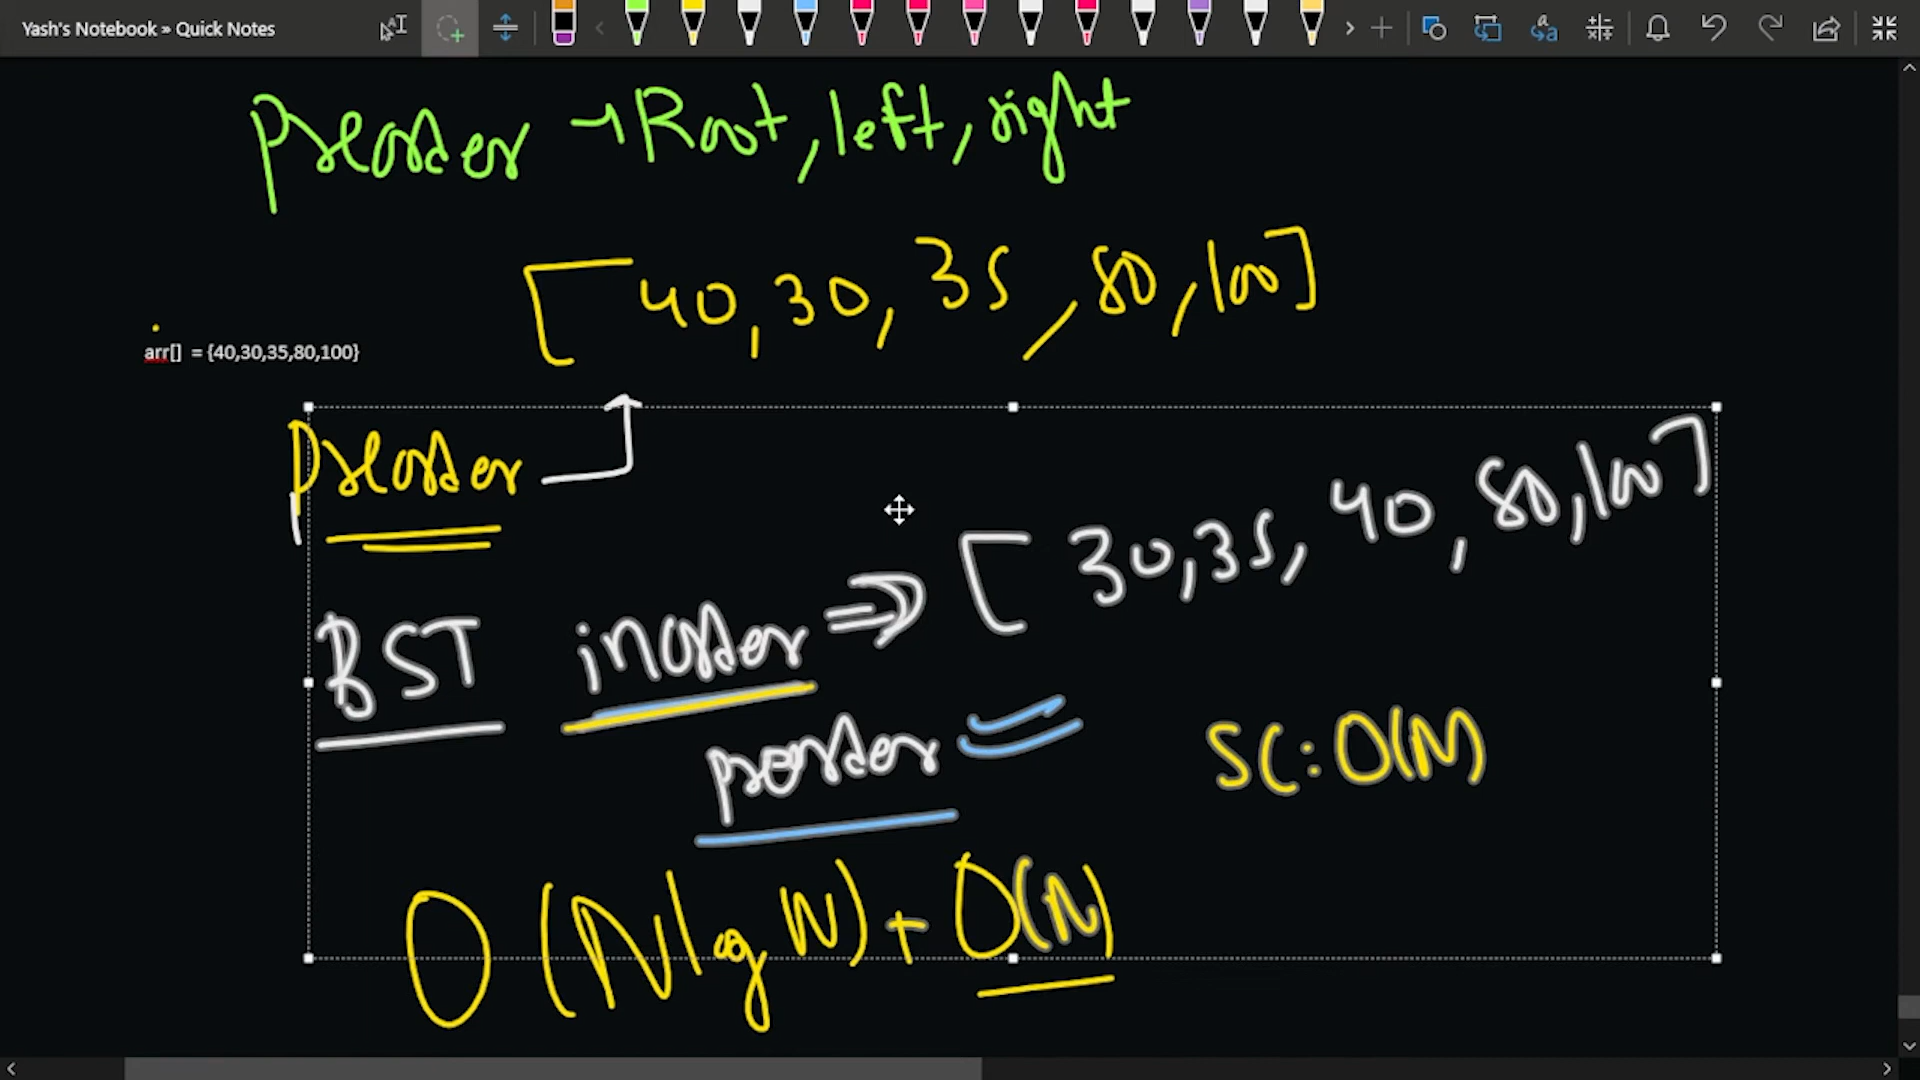 Yash's Notebook » Quick Notes
Preorder → Root, left, right
[40, 30, 35, 80, 100]
arr[] = {40,30,35,80,100}
Preorder
[30, 35, 40, 80, 100]
BST inorder ⇒
preorder
SC: O(N)
O(N log N) + O(N)